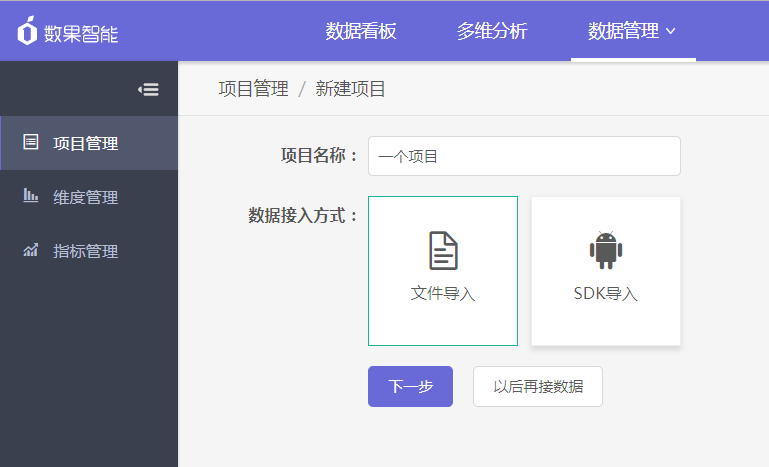 数果智能
数据看板 多维分析 数据管理
项目管理 / 新建项目
项目管理
维度管理
指标管理
项目名称：一个项目
数据接入方式：
文件导入 SDK导入
下一步 以后再接数据